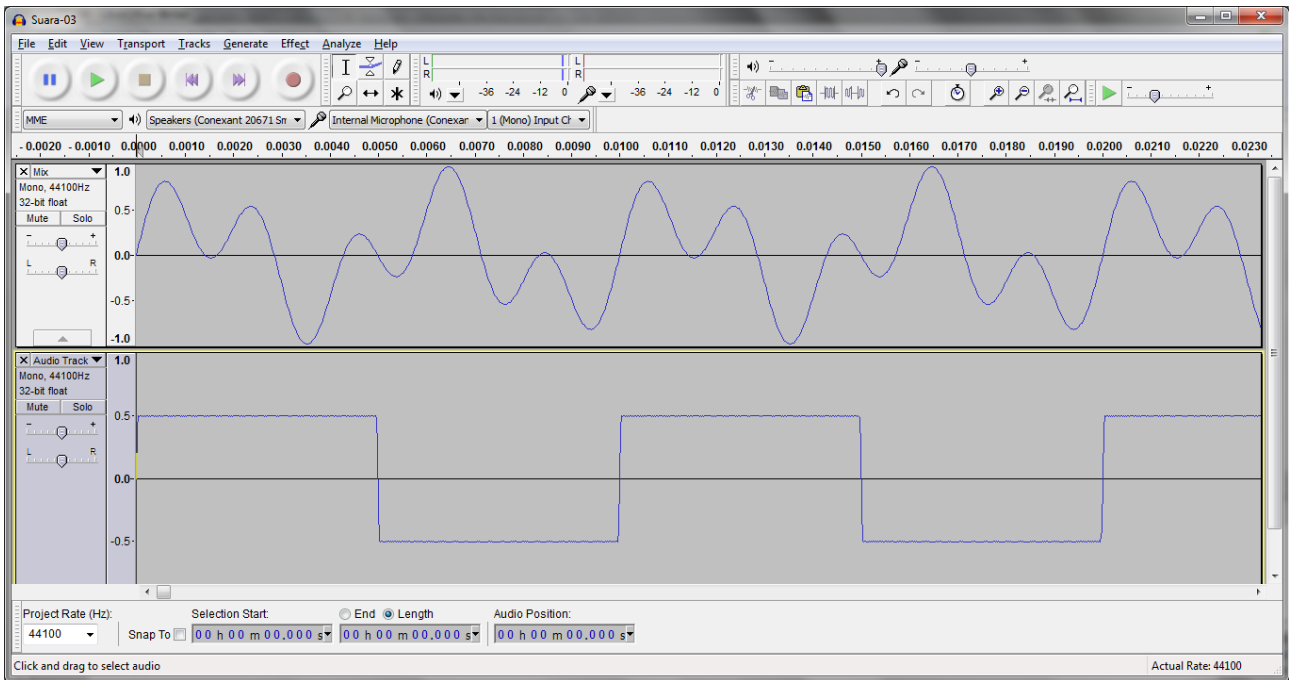 Suara-03
File Edit View Transport Tracks Generate Effect Analyze Help
L
R
-36 -24 -12 0
L
R
-36 -24 -12 0
MME Speakers (Conexant 20671 Sm Internal Microphone (Conexar 1 (Mono) Input Ch
- 0.0020 - 0.0010 0.0000 0.0010 0.0020 0.0030 0.0040 0.0050 0.0060 0.0070 0.0080 0.0090 0.0100 0.0110 0.0120 0.0130 0.0140 0.0150 0.0160 0.0170 0.0180 0.0190 0.0200 0.0210 0.0220 0.0230
X Mix
Mono, 44100Hz
32-bit float
Mute Solo
- +
L R
1.0
0.5
0.0
-0.5
-1.0
X Audio Track
Mono, 44100Hz
32-bit float
Mute Solo
- +
L R
1.0
0.5
0.0
-0.5
Project Rate (Hz): Selection Start: End Length Audio Position:
44100 Snap To 00 h 00 m 00,000 s 00 h 00 m 00,000 s 00 h 00 m 00,000 s
Click and drag to select audio Actual Rate: 44100